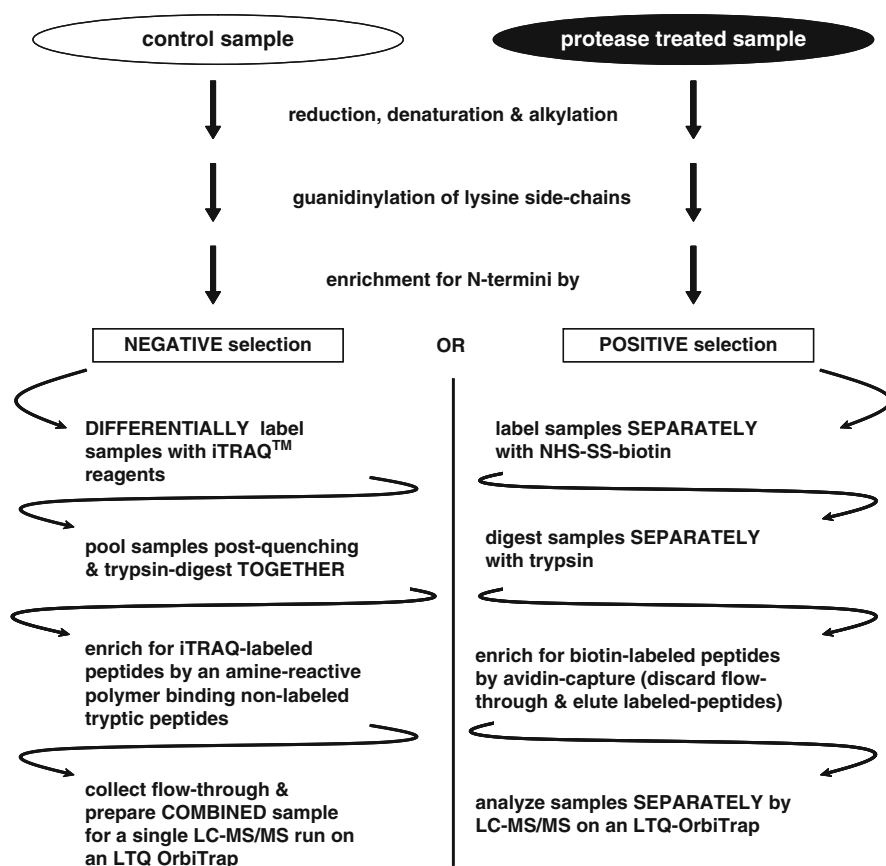 control sample
protease treated sample
reduction, denaturation & alkylation
guanidinylation of lysine side-chains
enrichment for N-termini by
NEGATIVE selection
OR
POSITIVE selection
DIFFERENTIALLY label
samples with iTRAQ™
reagents
pool samples post-quenching
& trypsin-digest TOGETHER
enrich for iTRAQ-labeled
peptides by an amine-reactive
polymer binding non-labeled
tryptic peptides
collect flow-through &
prepare COMBINED sample
for a single LC-MS/MS run on
an LTQ OrbiTrap
label samples SEPARATELY
with NHS-SS-biotin
digest samples SEPARATELY
with trypsin
enrich for biotin-labeled peptides
by avidin-capture (discard flow-
through & elute labeled-peptides)
analyze samples SEPARATELY by
LC-MS/MS on an LTQ-OrbiTrap